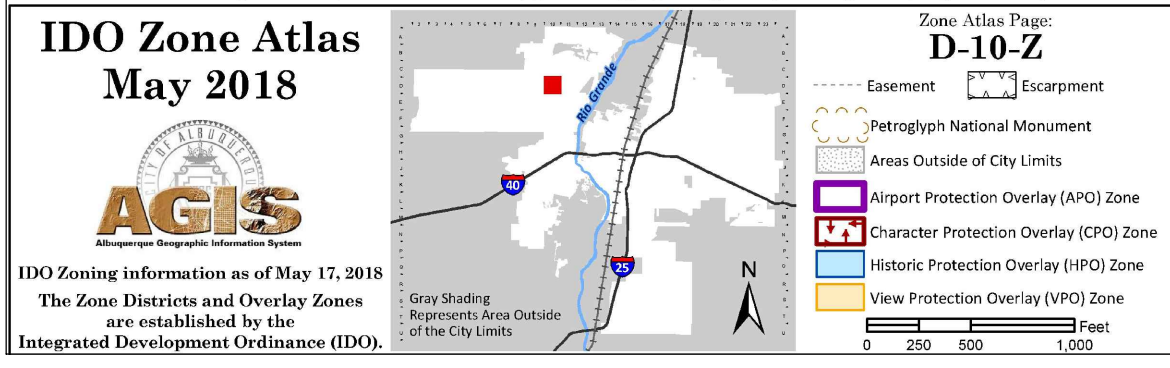 IDO Zone Atlas
May 2018
CITY OF ALBUQUERQUE
AGIS
Albuquerque Geographic Information System
IDO Zoning information as of May 17, 2018
The Zone Districts and Overlay Zones
are established by the
Integrated Development Ordinance (IDO).
Rio Grande
40
25
N
Gray Shading
Represents Area Outside
of the City Limits
Zone Atlas Page:
D-10-Z
Easement
Escarpment
Petroglyph National Monument
Areas Outside of City Limits
Airport Protection Overlay (APO) Zone
Character Protection Overlay (CPO) Zone
Historic Protection Overlay (HPO) Zone
View Protection Overlay (VPO) Zone
Feet
0 250 500 1,000